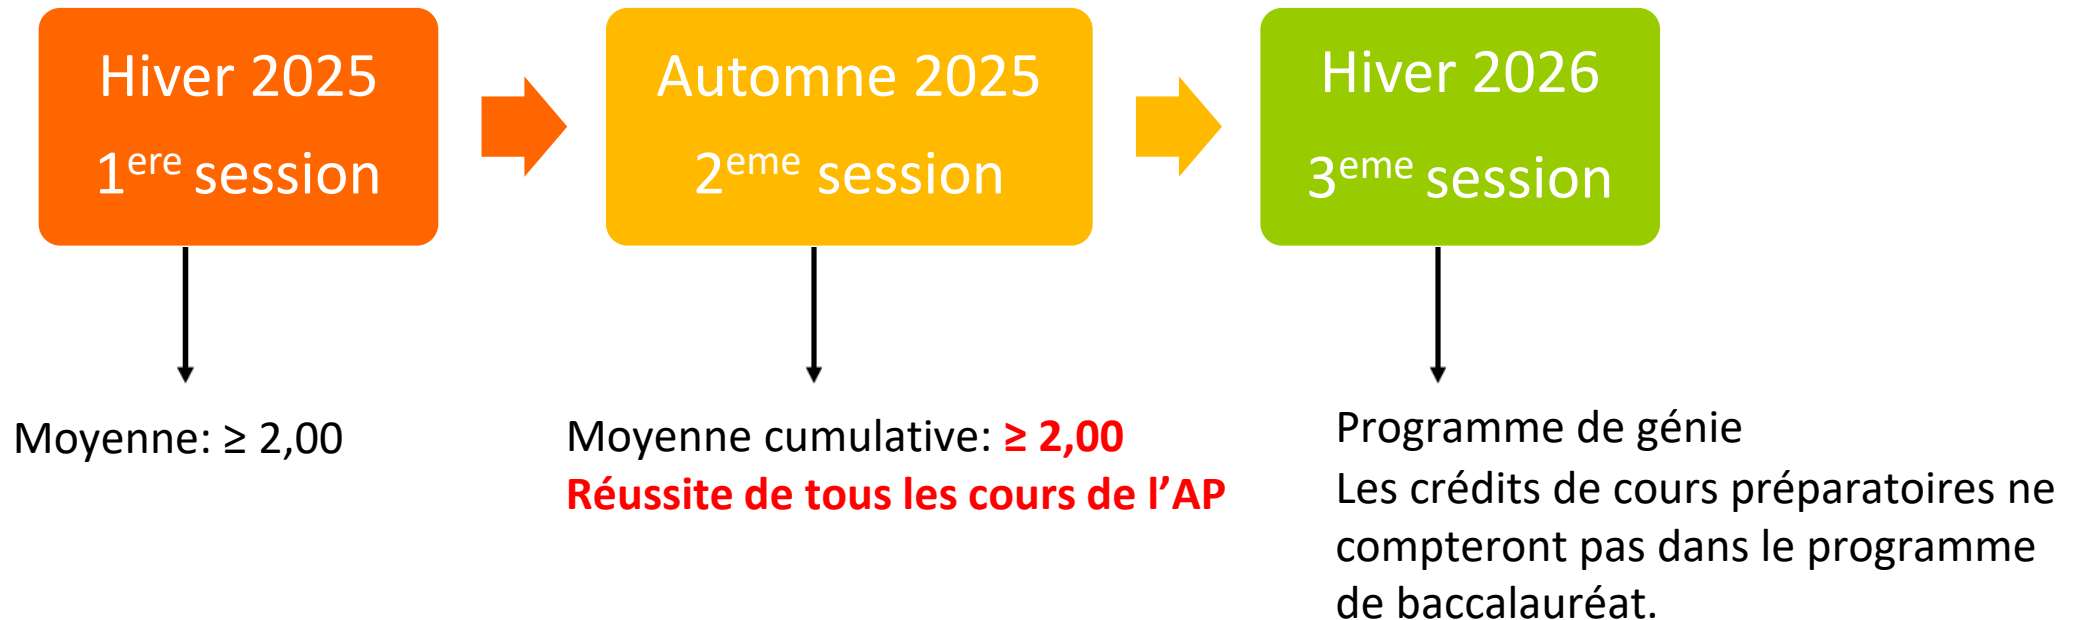 Hiver 2025
1ere session
Automne 2025
2eme session
Hiver 2026
3eme session
Moyenne: ≥ 2,00
Moyenne cumulative: ≥ 2,00
Réussite de tous les cours de l’AP
Programme de génie
Les crédits de cours préparatoires ne
compteront pas dans le programme
de baccalauréat.